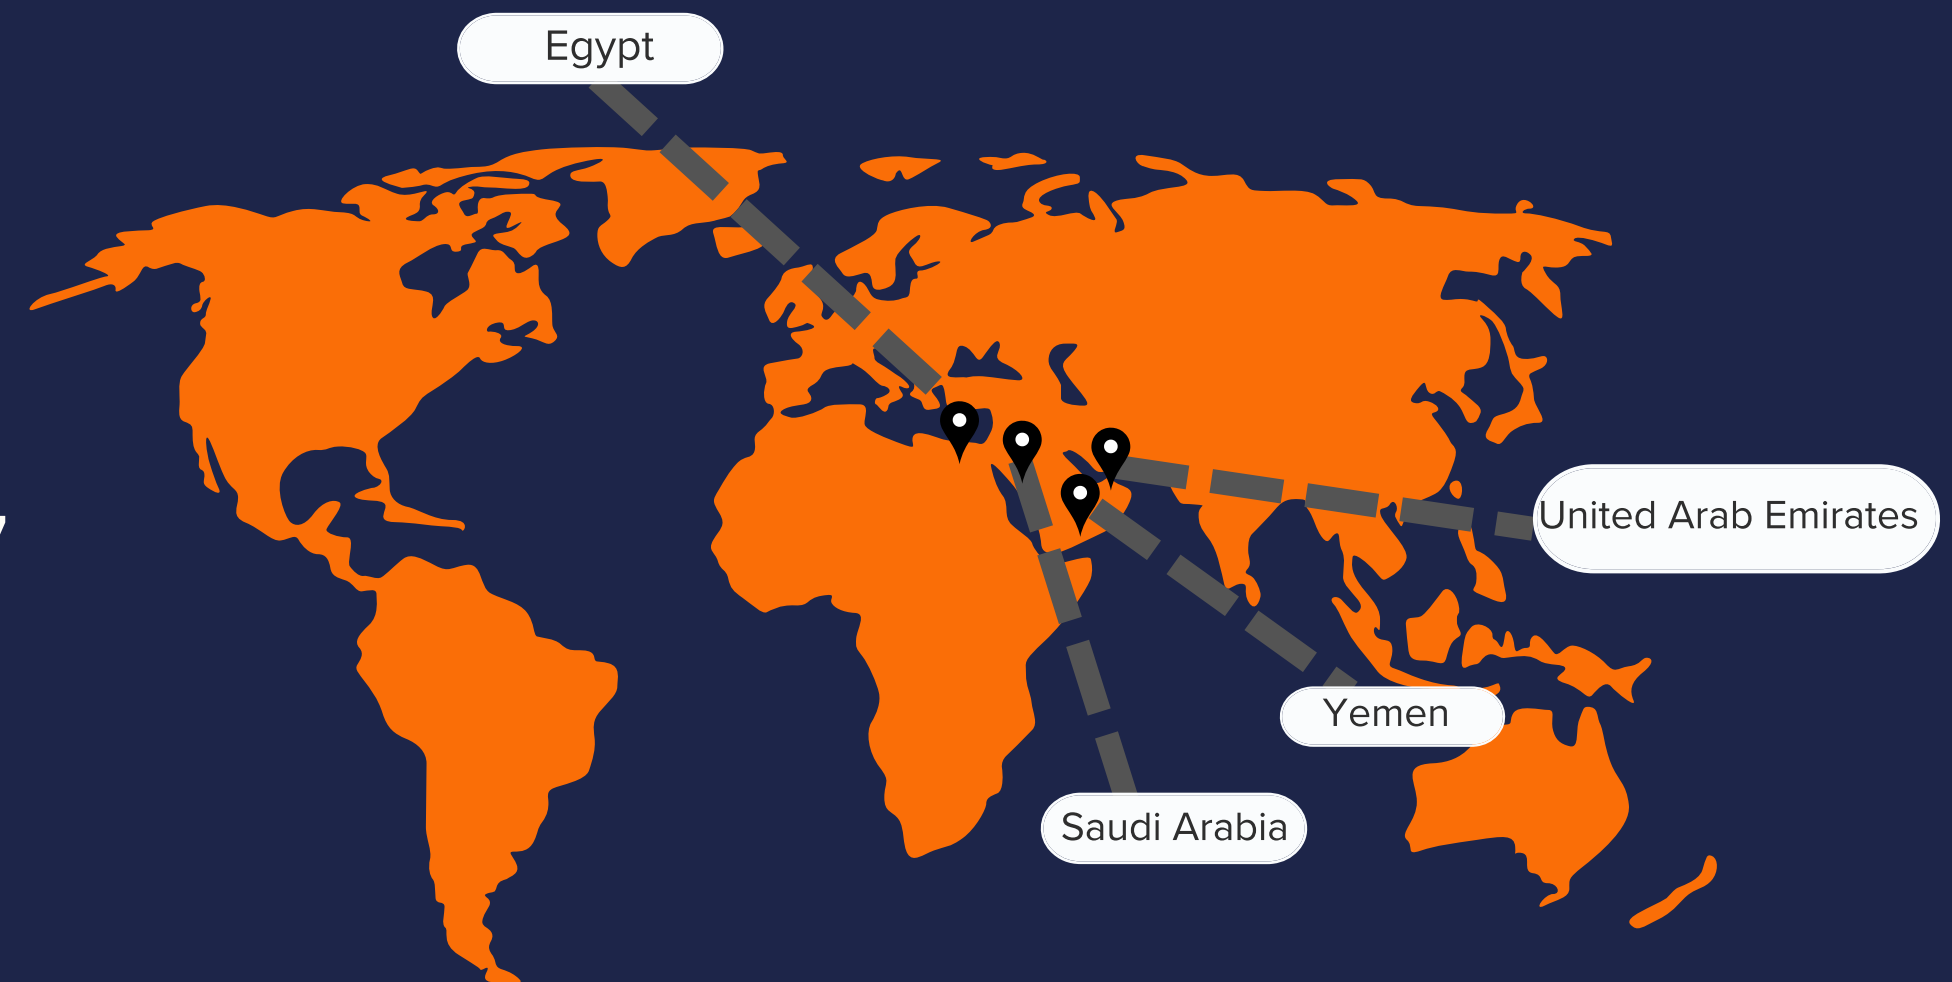 Egypt
United Arab Emirates
Yemen
Saudi Arabia